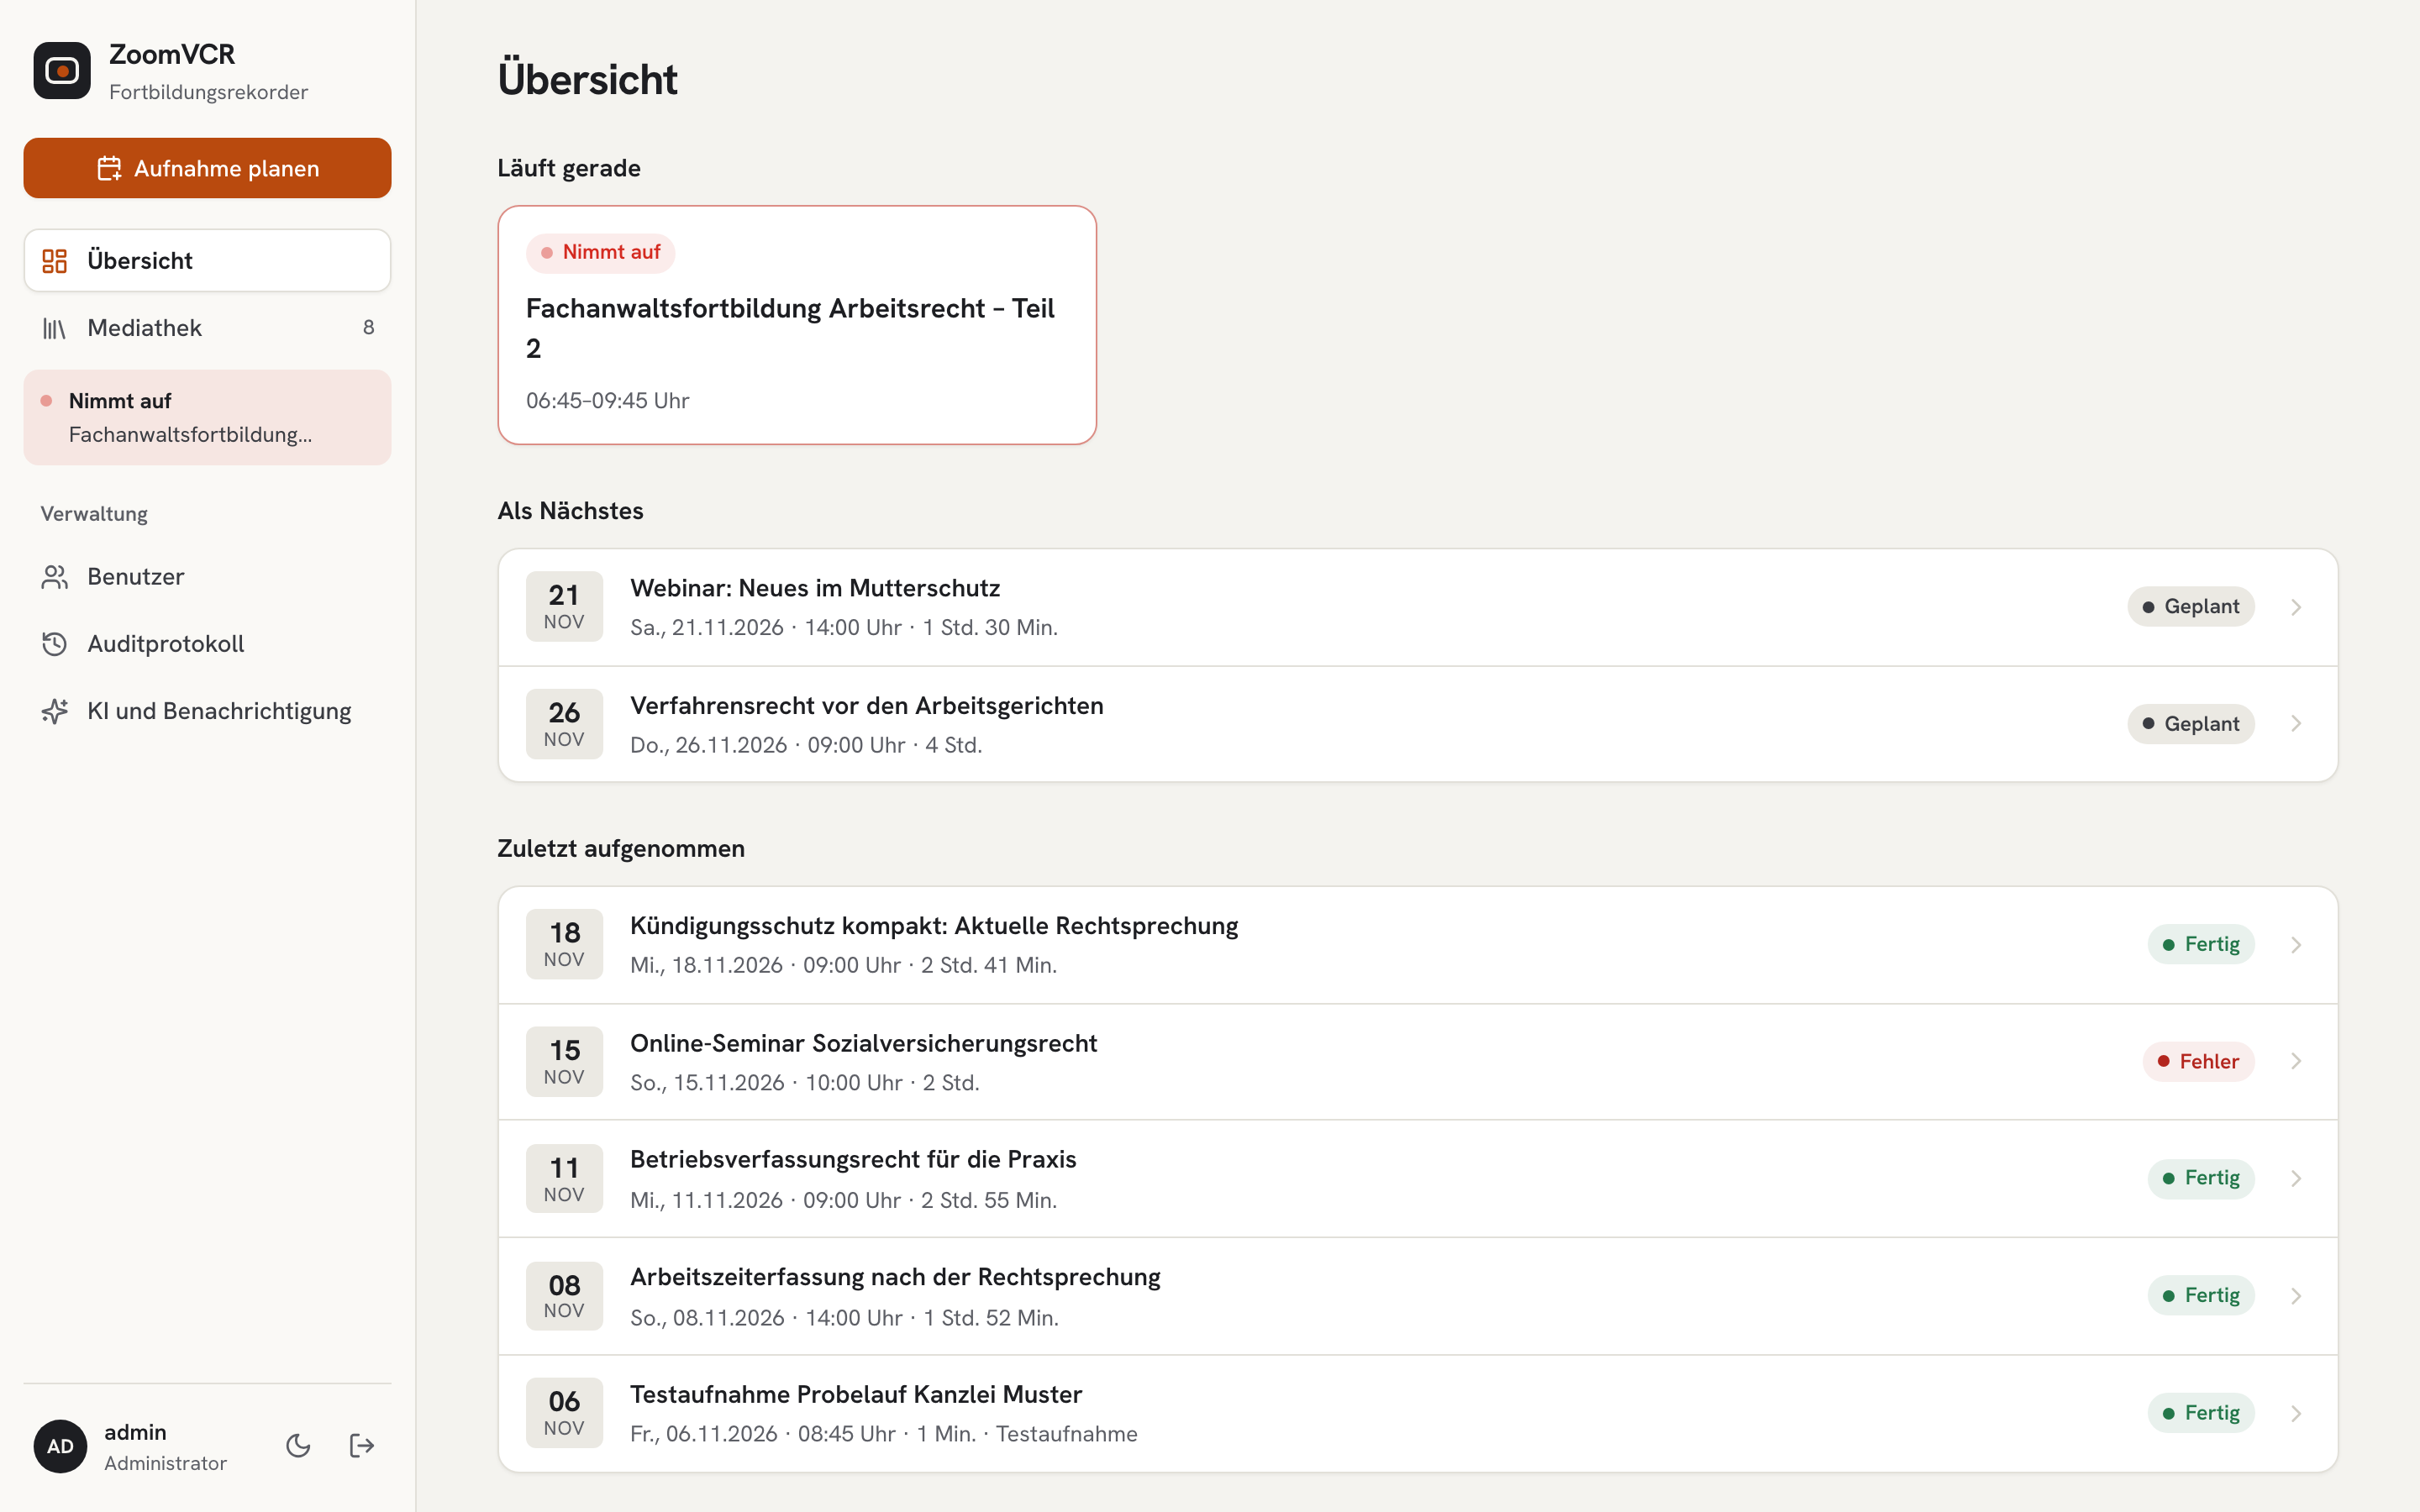 ZoomVCR
Fortbildungsrekorder
Aufnahme planen
Übersicht
Mediathek 8
Nimmt auf
Fachanwaltsfortbildung...
Verwaltung
Benutzer
Auditprotokoll
KI und Benachrichtigung
AD
admin
Administrator
Übersicht
Läuft gerade
Nimmt auf
Fachanwaltsfortbildung Arbeitsrecht – Teil
2
06:45–09:45 Uhr
Als Nächstes
21
NOV
Webinar: Neues im Mutterschutz
Sa., 21.11.2026 · 14:00 Uhr · 1 Std. 30 Min.
Geplant
26
NOV
Verfahrensrecht vor den Arbeitsgerichten
Do., 26.11.2026 · 09:00 Uhr · 4 Std.
Geplant
Zuletzt aufgenommen
18
NOV
Kündigungsschutz kompakt: Aktuelle Rechtsprechung
Mi., 18.11.2026 · 09:00 Uhr · 2 Std. 41 Min.
Fertig
15
NOV
Online-Seminar Sozialversicherungsrecht
So., 15.11.2026 · 10:00 Uhr · 2 Std.
Fehler
11
NOV
Betriebsverfassungsrecht für die Praxis
Mi., 11.11.2026 · 09:00 Uhr · 2 Std. 55 Min.
Fertig
08
NOV
Arbeitszeiterfassung nach der Rechtsprechung
So., 08.11.2026 · 14:00 Uhr · 1 Std. 52 Min.
Fertig
06
NOV
Testaufnahme Probelauf Kanzlei Muster
Fr., 06.11.2026 · 08:45 Uhr · 1 Min. · Testaufnahme
Fertig